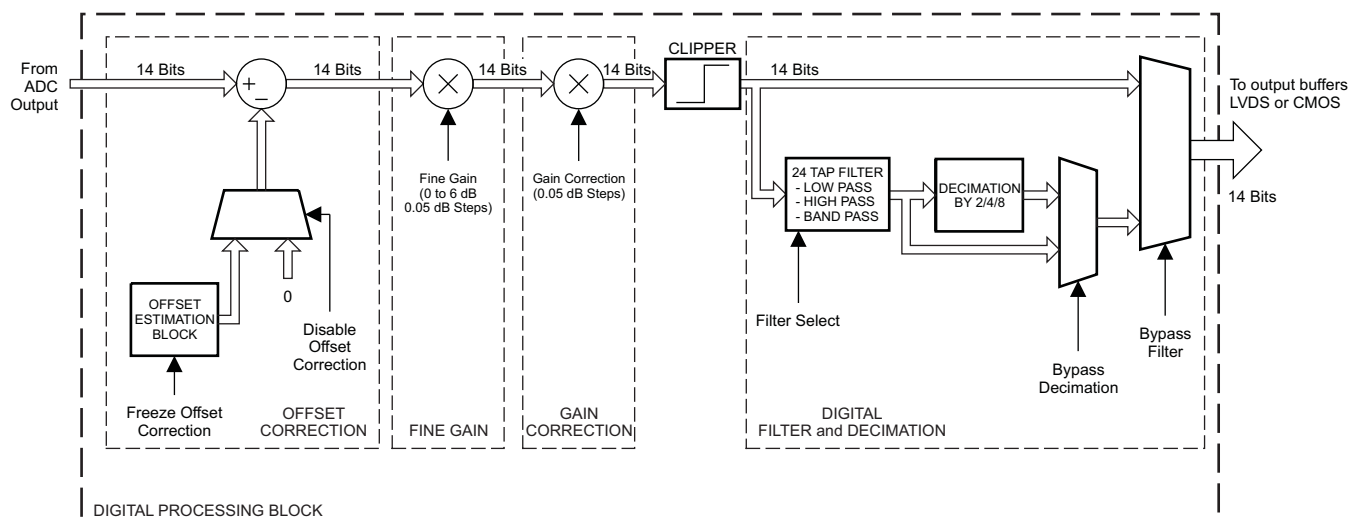 From
ADC
Output
14 Bits
+
–
14 Bits
14 Bits
14 Bits
CLIPPER
14 Bits
To output buffers
LVDS or CMOS
14 Bits
Fine Gain
(0 to 6 dB
0.05 dB Steps)
Gain Correction
(0.05 dB Steps)
24 TAP FILTER
- LOW PASS
- HIGH PASS
- BAND PASS
DECIMATION
BY 2/4/8
0
OFFSET
ESTIMATION
BLOCK
Disable
Offset
Correction
Filter Select
Bypass
Filter
Bypass
Decimation
Freeze Offset
Correction
OFFSET
CORRECTION
FINE GAIN
GAIN
CORRECTION
DIGITAL
FILTER and DECIMATION
DIGITAL PROCESSING BLOCK